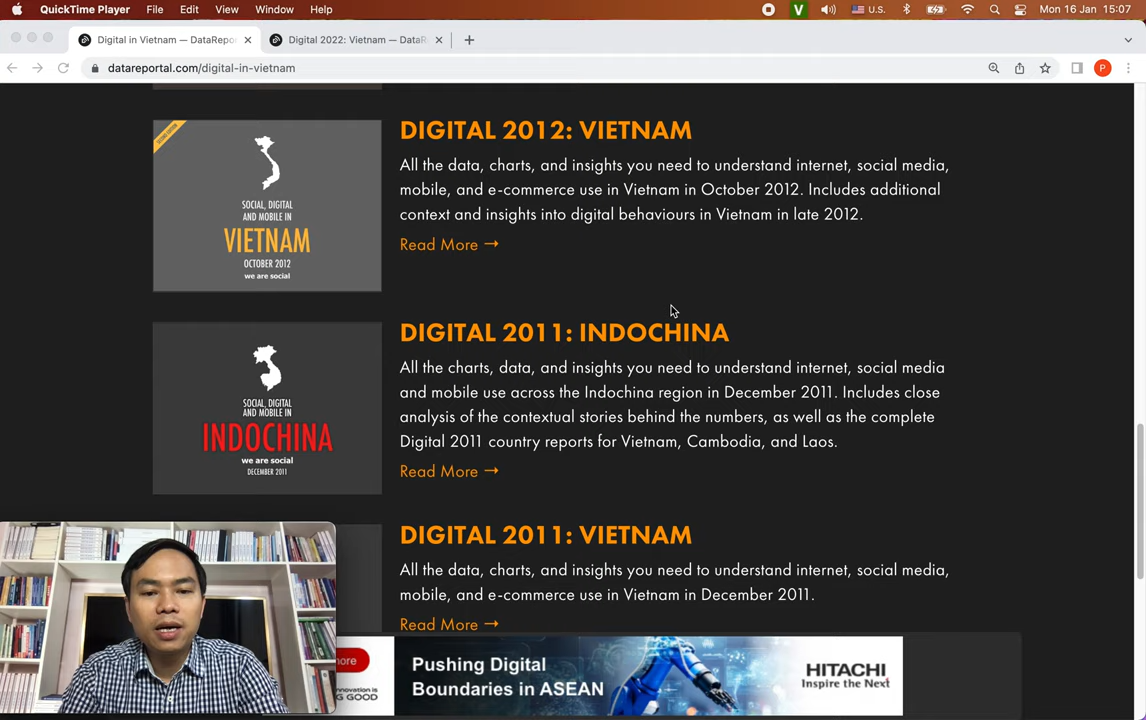 QuickTime Player File Edit View Window Help V U.S. Mon 16 Jan 15:07
Digital in Vietnam — DataRepo Digital 2022: Vietnam — DataR
datareportal.com/digital-in-vietnam P
SOCIAL, DIGITAL
AND MOBILE IN
VIETNAM
OCTOBER 2012
we are social
DIGITAL 2012: VIETNAM
All the data, charts, and insights you need to understand internet, social media,
mobile, and e-commerce use in Vietnam in October 2012. Includes additional
context and insights into digital behaviours in Vietnam in late 2012.
Read More →
SOCIAL, DIGITAL
AND MOBILE IN
INDOCHINA
we are social
DECEMBER 2011
DIGITAL 2011: INDOCHINA
All the charts, data, and insights you need to understand internet, social media
and mobile use across the Indochina region in December 2011. Includes close
analysis of the contextual stories behind the numbers, as well as the complete
Digital 2011 country reports for Vietnam, Cambodia, and Laos.
Read More →
DIGITAL 2011: VIETNAM
All the data, charts, and insights you need to understand internet, social media,
mobile, and e-commerce use in Vietnam in December 2011.
Read More →
more
nnovation is
G GOOD
Pushing Digital
Boundaries in ASEAN
HITACHI
Inspire the Next